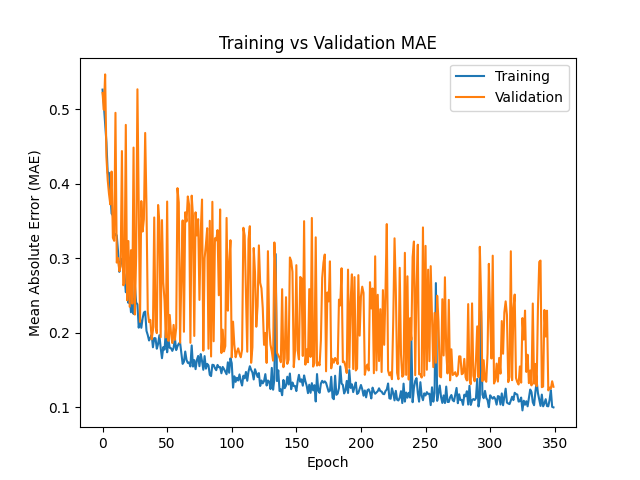 Training vs Validation MAE
Training
Validation
Mean Absolute Error (MAE)
0.5
0.4
0.3
0.2
0.1
0 50 100 150 200 250 300 350
Epoch